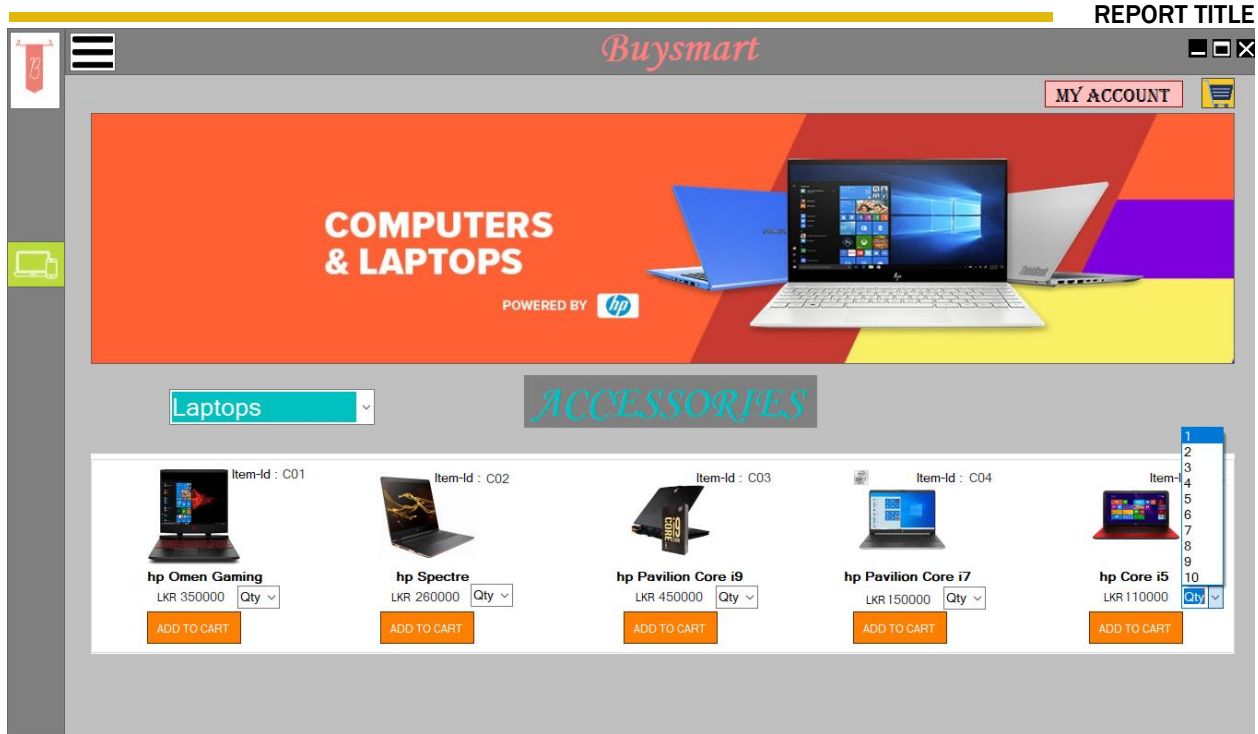 REPORT TITLE
B
Buysmart
MY ACCOUNT
COMPUTERS
& LAPTOPS
POWERED BY hp
Laptops
ACCESSORIES
Item-Id : C01
Item-Id : C02
Item-Id : C03
Item-Id : C04
Item-I
1
2
3
4
5
6
7
8
9
10
CORE i9
hp Omen Gaming
hp Spectre
hp Pavilion Core i9
hp Pavilion Core i7
hp Core i5
LKR 350000 Qty
LKR 260000 Qty
LKR 450000 Qty
LKR 150000 Qty
LKR 110000 Qty
ADD TO CART
ADD TO CART
ADD TO CART
ADD TO CART
ADD TO CART